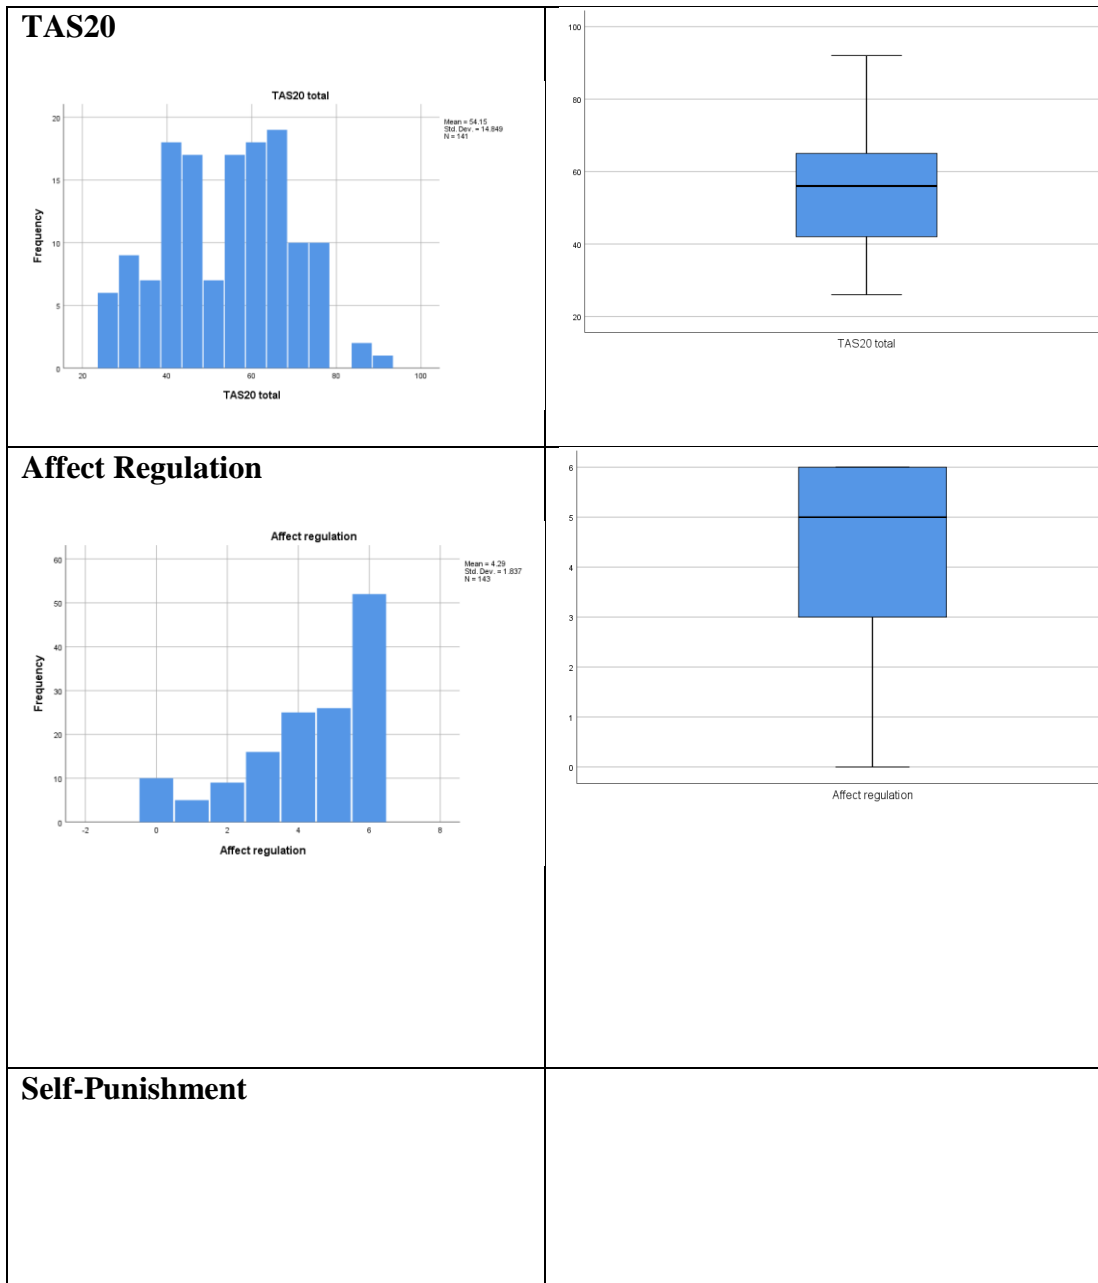 TAS20
TAS20 total
Mean = 54.15
Std. Dev. = 14.849
N = 141
20
15
10
5
0
Frequency
20 40 60 80 100
TAS20 total
100
80
60
40
20
TAS20 total
Affect Regulation
Affect regulation
Mean = 4.29
Std. Dev. = 1.837
N = 143
60
50
40
30
20
10
0
Frequency
-2 0 2 4 6 8
Affect regulation
6
5
4
3
2
1
0
Affect regulation
Self-Punishment